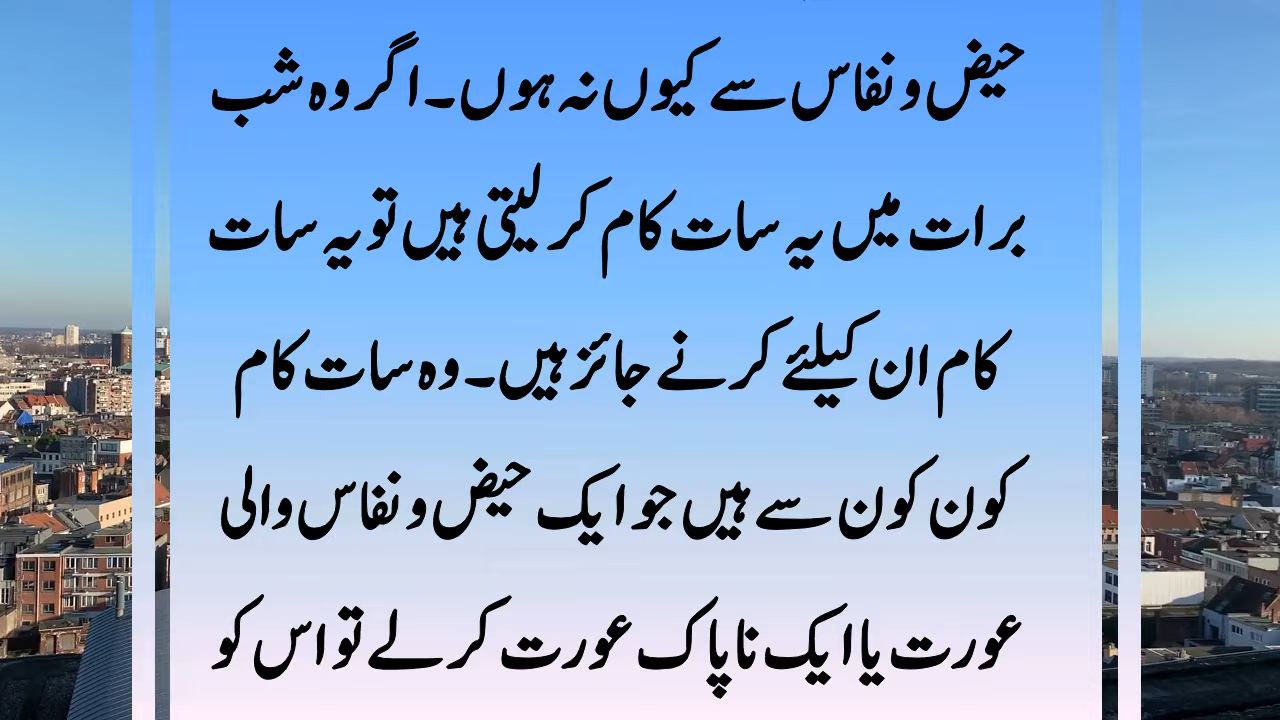 حیض و نفاس سے کیوں نہ ہوں۔ اگر وہ شب
برات میں یہ سات کام کر لیتی ہیں تو یہ سات
کام ان کیلئے کرنے جائز ہیں۔ وہ سات کام
کون کون سے ہیں جو ایک حیض و نفاس والی
عورت یا ایک ناپاک عورت کر لے تو اس کو